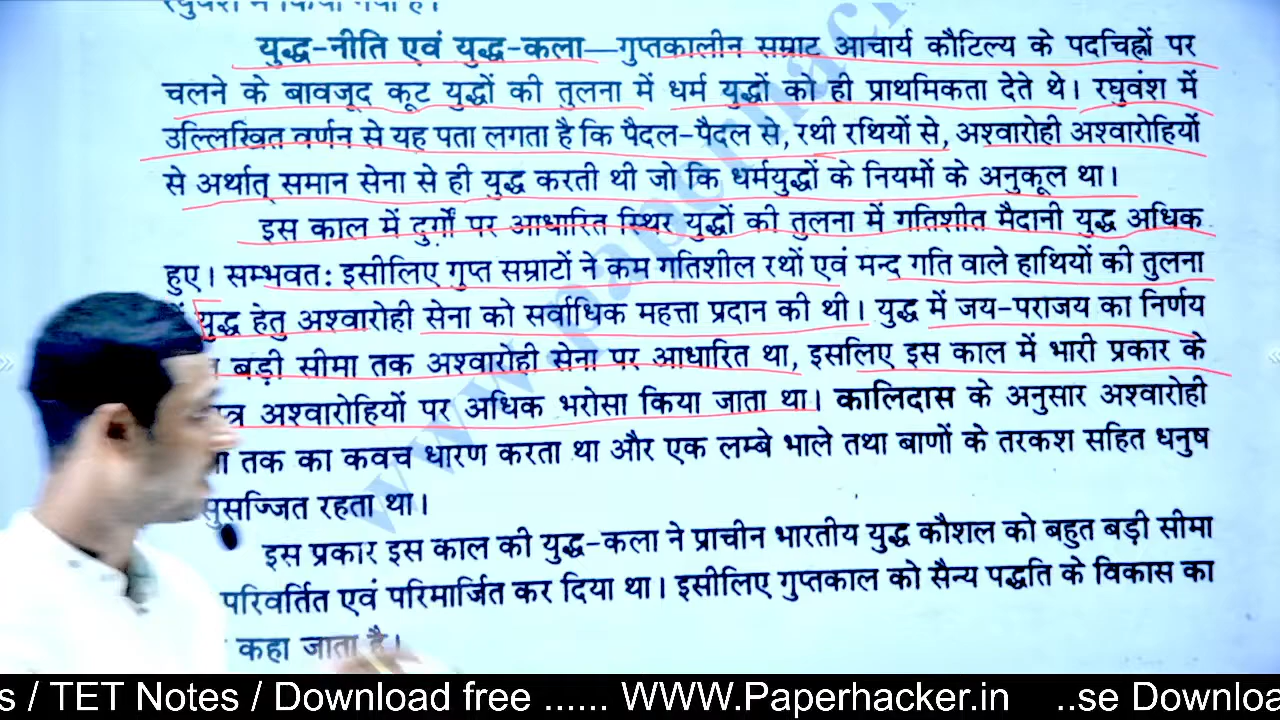 युद्ध-नीति एवं युद्ध-कला—गुप्तकालीन सम्राट आचार्य कौटिल्य के पदचिह्नों पर
चलने के बावजूद कूट युद्धों की तुलना में धर्म युद्धों को ही प्राथमिकता देते थे। रघुवंश में
उल्लिखित वर्णन से यह पता लगता है कि पैदल-पैदल से, रथी रथियों से, अश्वारोही अश्वारोहियों
से अर्थात् समान सेना से ही युद्ध करती थी जो कि धर्मयुद्धों के नियमों के अनुकूल था।
इस काल में दुर्गों पर आधारित स्थिर युद्धों की तुलना में गतिशीत मैदानी युद्ध अधिक
हुए। सम्भवत: इसीलिए गुप्त सम्राटों ने कम गतिशील रथों एवं मन्द गति वाले हाथियों की तुलना
युद्ध हेतु अश्वारोही सेना को सर्वाधिक महत्ता प्रदान की थी। युद्ध में जय-पराजय का निर्णय
बड़ी सीमा तक अश्वारोही सेना पर आधारित था, इसलिए इस काल में भारी प्रकार के
अश्वारोहियों पर अधिक भरोसा किया जाता था। कालिदास के अनुसार अश्वारोही
तक का कवच धारण करता था और एक लम्बे भाले तथा बाणों के तरकश सहित धनुष
सुसज्जित रहता था।
इस प्रकार इस काल की युद्ध-कला ने प्राचीन भारतीय युद्ध कौशल को बहुत बड़ी सीमा
परिवर्तित एवं परिमार्जित कर दिया था। इसीलिए गुप्तकाल को सैन्य पद्धति के विकास का
कहा जाता है।
s / TET Notes / Download free ...... WWW.Paperhacker.in ..se Downloa